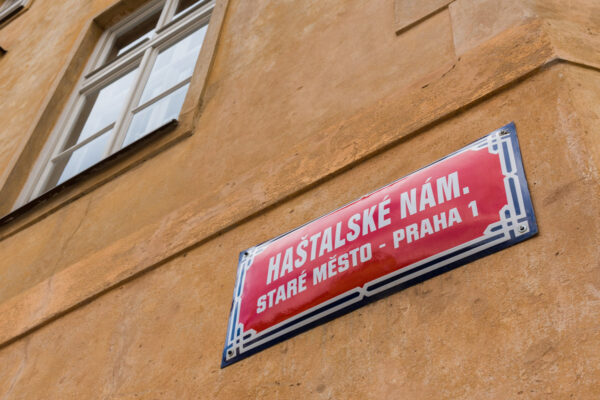 HAŠTALSKÉ NÁM.
STARÉ MĚSTO - PRAHA 1